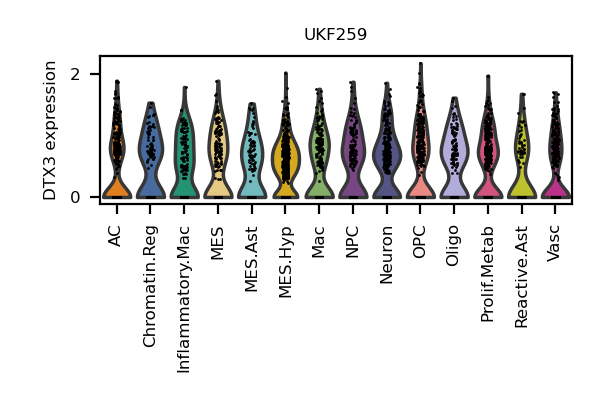 UKF259
DTX3 expression
2
0
AC
Chromatin.Reg
Inflammatory.Mac
MES
MES.Ast
MES.Hyp
Mac
NPC
Neuron
OPC
Oligo
Prolif.Metab
Reactive.Ast
Vasc